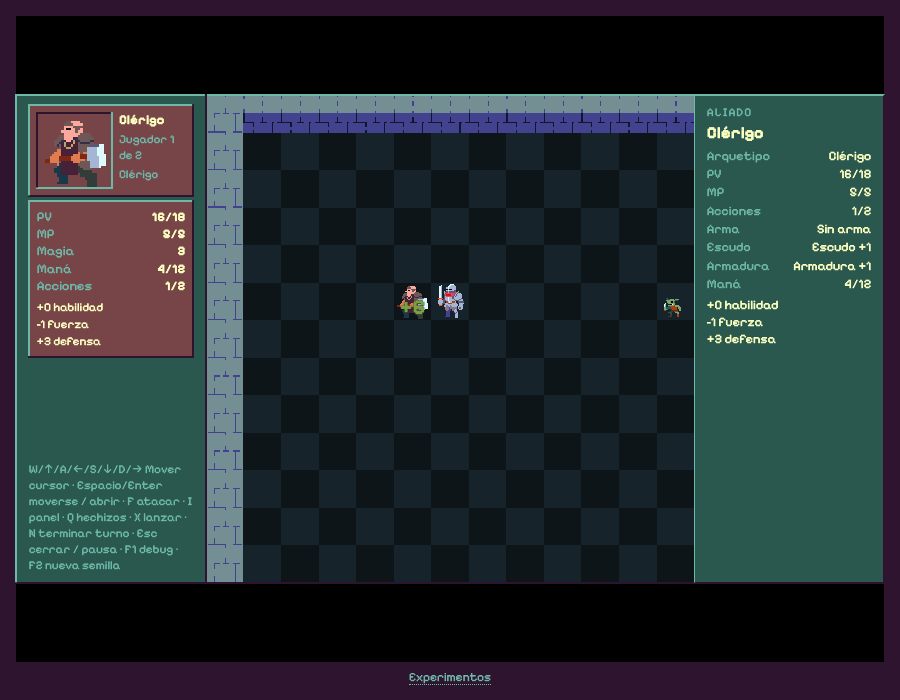 Clérigo
Jugador 1
de 2
Clérigo
PV 16/18
MP 5/5
Magia 3
Maná 4/18
Acciones 1/2
+0 habilidad
-1 fuerza
+3 defensa
W/↑/A/←/S/↓/D/→ Mover
cursor · Espacio/Enter
moverse / abrir · F atacar · I
panel · Q hechizos · X lanzar ·
N terminar turno · Esc
cerrar / pausa · F1 debug ·
F2 nueva semilla
ALIADO
Clérigo
Arquetipo Clérigo
PV 16/18
MP 5/5
Acciones 1/2
Arma Sin arma
Escudo Escudo +1
Armadura Armadura +1
Maná 4/18
+0 habilidad
-1 fuerza
+3 defensa
Experimentos